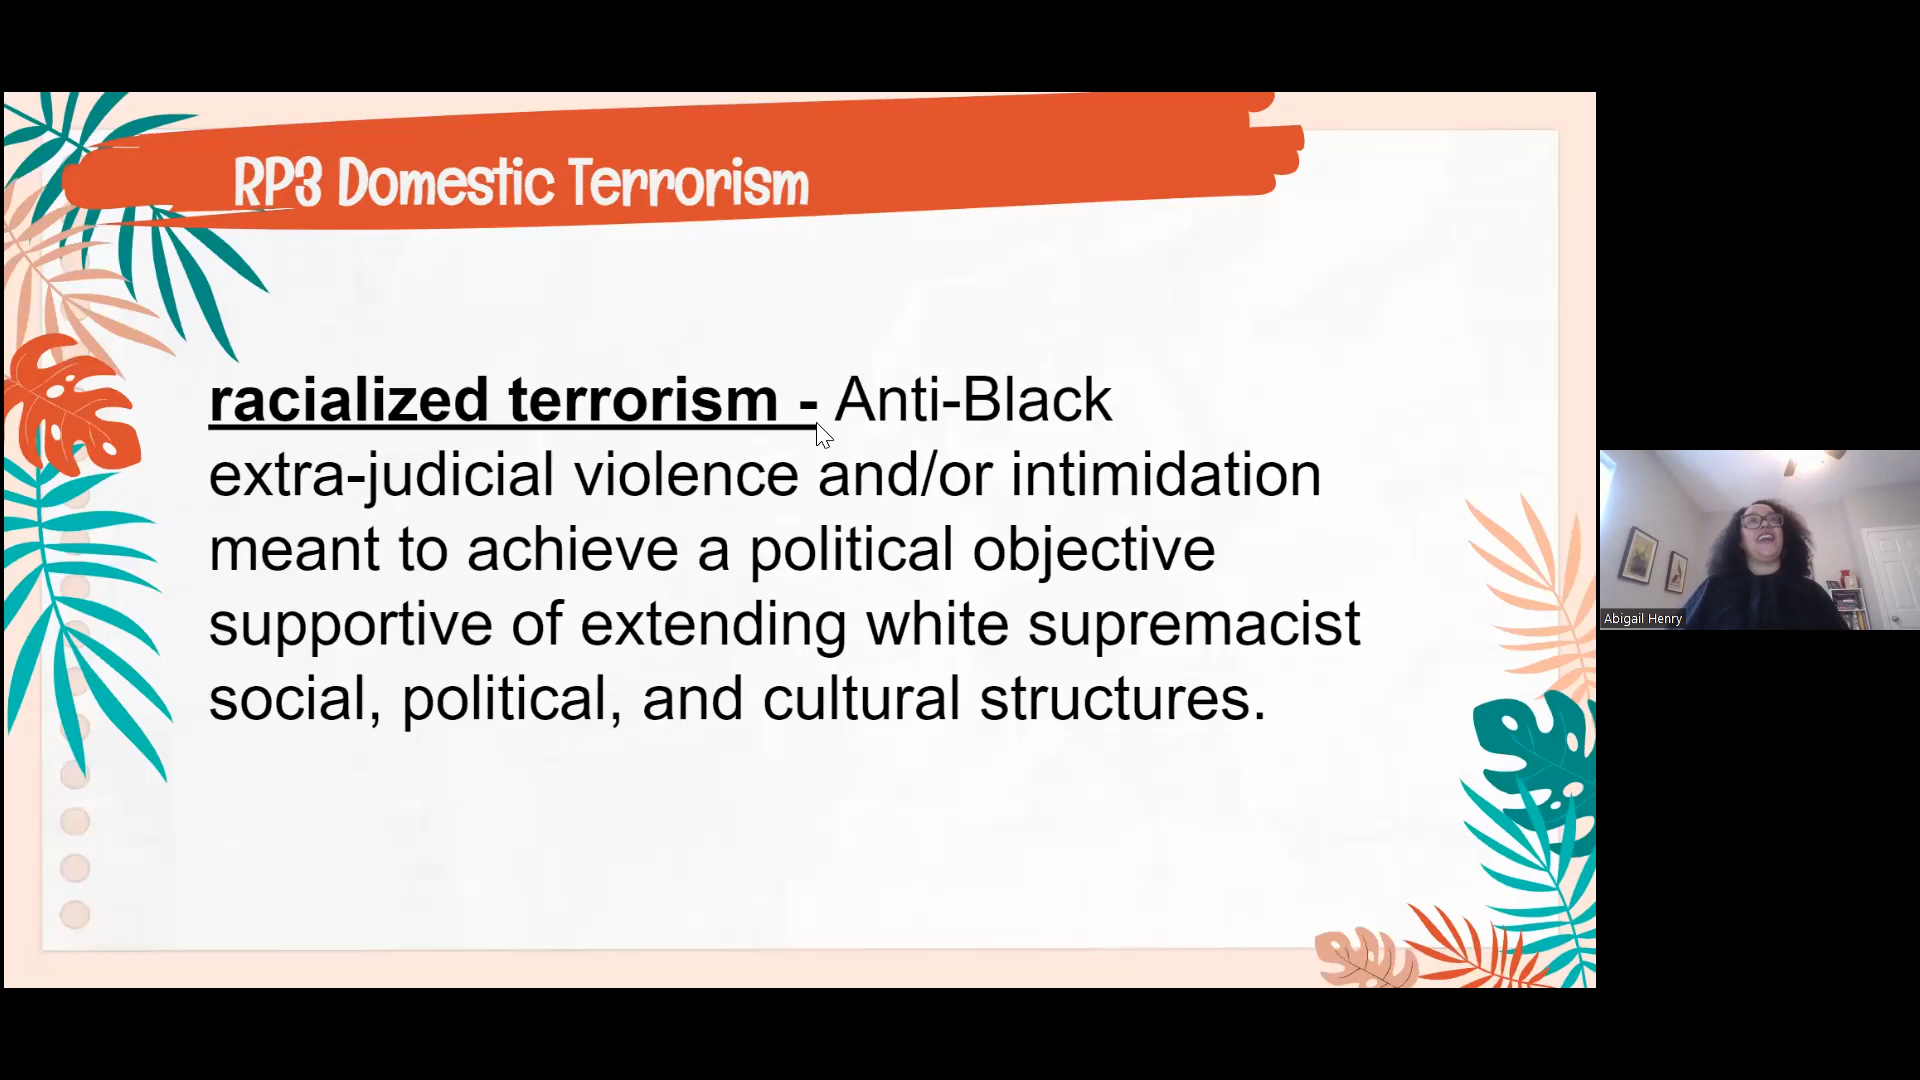 RP3 Domestic Terrorism
racialized terrorism - Anti-Black
extra-judicial violence and/or intimidation
meant to achieve a political objective
supportive of extending white supremacist
social, political, and cultural structures.
Abigail Henry